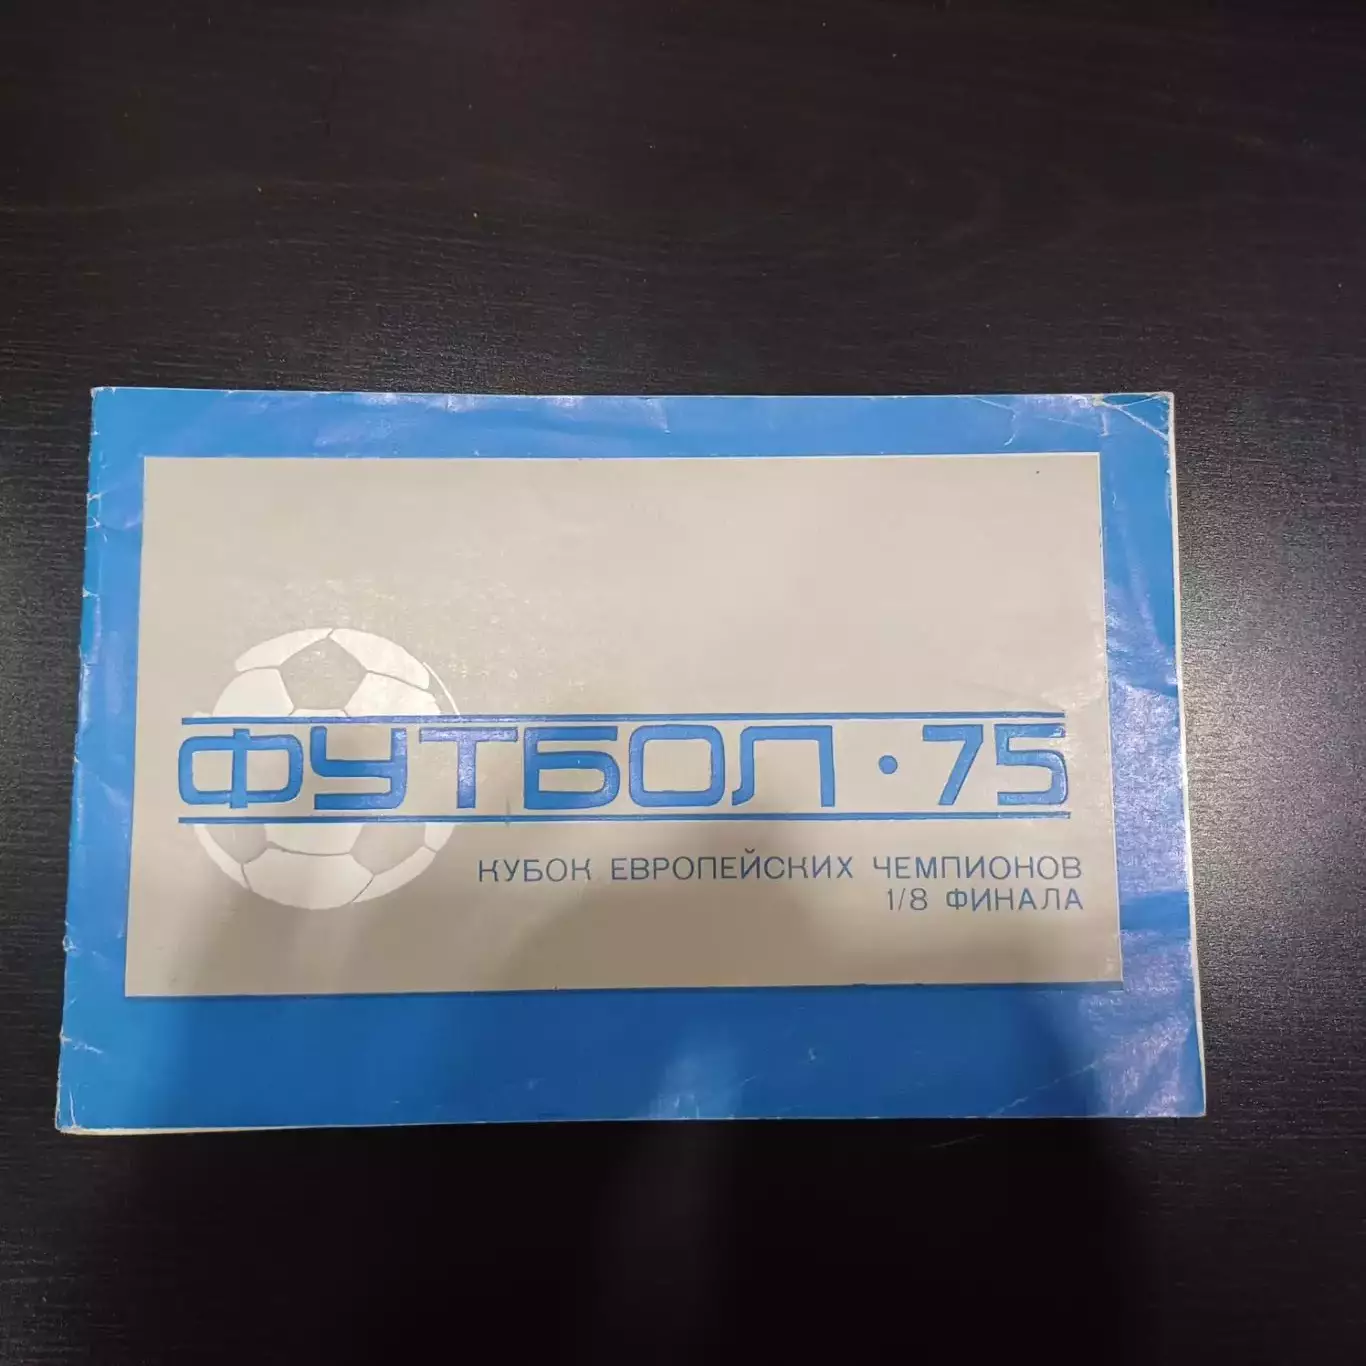 ФУТБОЛ · 75
КУБОК ЕВРОПЕЙСКИХ ЧЕМПИОНОВ
1/8 ФИНАЛА